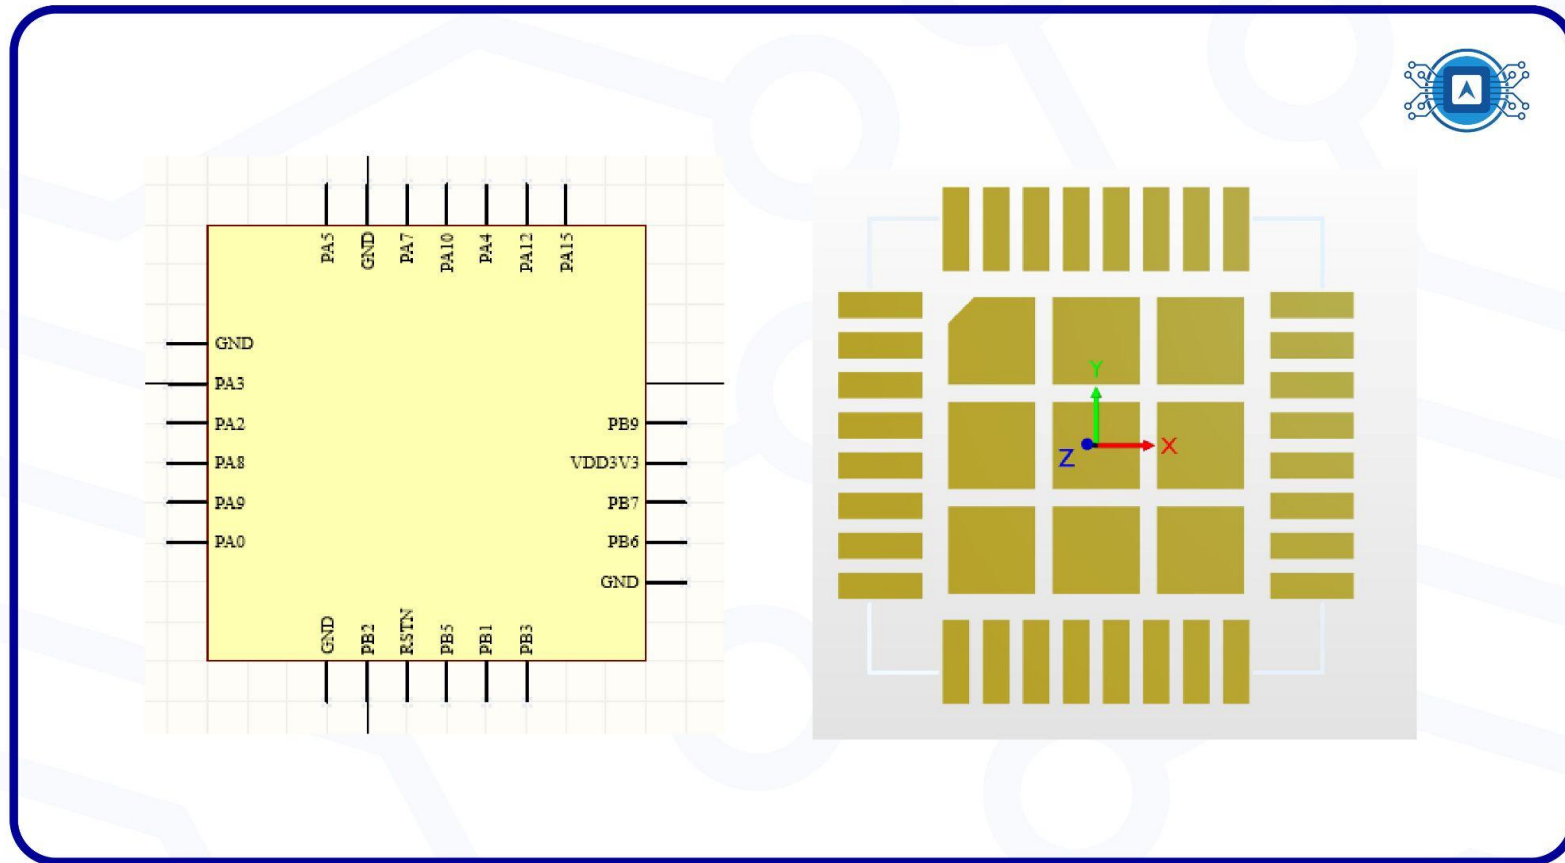 PA5
GND
PA7
PA10
PA4
PA12
PA15
GND
PA3
PA2
PA8
PA9
PA0
PB9
VDD3V3
PB7
PB6
GND
GND
PB2
RSTN
PB5
PB1
PB3
Y
X
Z